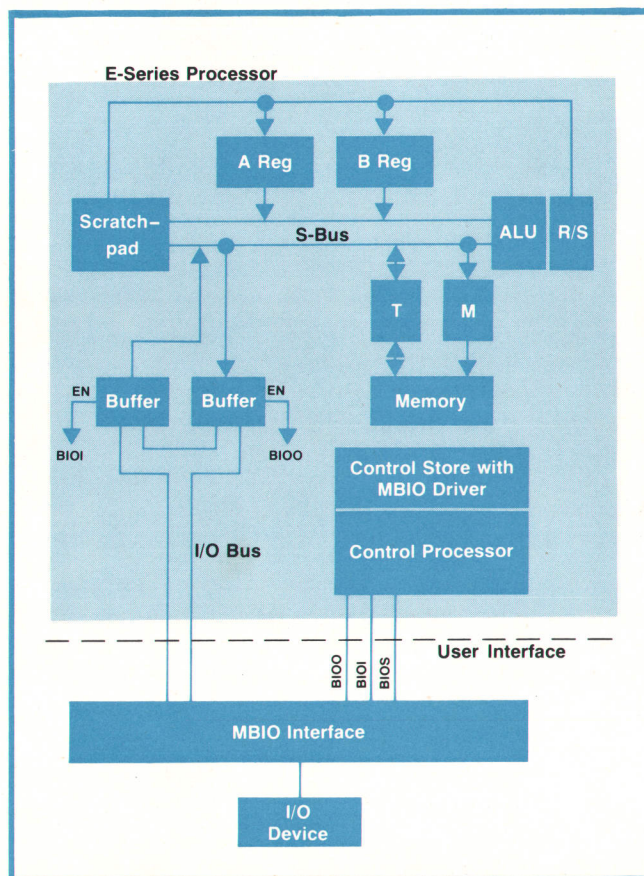 E-Series Processor
A Reg
B Reg
Scratch-
pad
S-Bus
ALU
R/S
T
M
EN
Buffer
Buffer
EN
Memory
BIOI
BIOO
Control Store with
MBIO Driver
I/O Bus
Control Processor
User Interface
BIOO
BIOI
BIOS
MBIO Interface
I/O
Device